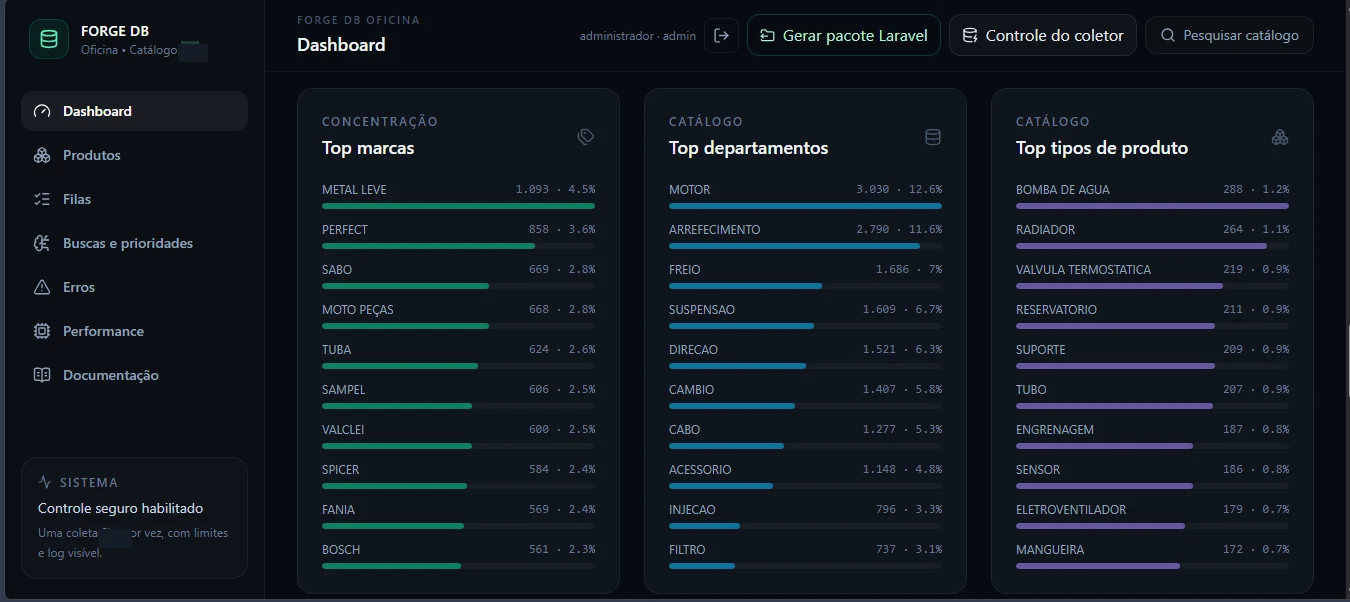 FORGE DB
Oficina • Catálogo
Dashboard
Produtos
Filas
Buscas e prioridades
Erros
Performance
Documentação
SISTEMA
Controle seguro habilitado
Uma coleta por vez, com limites
e log visível.
FORGE DB OFICINA
Dashboard
administrador · admin
Gerar pacote Laravel
Controle do coletor
Pesquisar catálogo
CONCENTRAÇÃO
Top marcas
METAL LEVE 1.093 · 4.5%
PERFECT 858 · 3.6%
SABO 669 · 2.8%
MOTO PEÇAS 668 · 2.8%
TUBA 624 · 2.6%
SAMPEL 606 · 2.5%
VALCLEI 600 · 2.5%
SPICER 584 · 2.4%
FANIA 569 · 2.4%
BOSCH 561 · 2.3%
CATÁLOGO
Top departamentos
MOTOR 3.030 · 12.6%
ARREFECIMENTO 2.790 · 11.6%
FREIO 1.686 · 7%
SUSPENSAO 1.609 · 6.7%
DIRECAO 1.521 · 6.3%
CAMBIO 1.407 · 5.8%
CABO 1.277 · 5.3%
ACESSORIO 1.148 · 4.8%
INJECAO 796 · 3.3%
FILTRO 737 · 3.1%
CATÁLOGO
Top tipos de produto
BOMBA DE AGUA 288 · 1.2%
RADIADOR 264 · 1.1%
VALVULA TERMOSTATICA 219 · 0.9%
RESERVATORIO 211 · 0.9%
SUPORTE 209 · 0.9%
TUBO 207 · 0.9%
ENGRENAGEM 187 · 0.8%
SENSOR 186 · 0.8%
ELETROVENTILADOR 179 · 0.7%
MANGUEIRA 172 · 0.7%